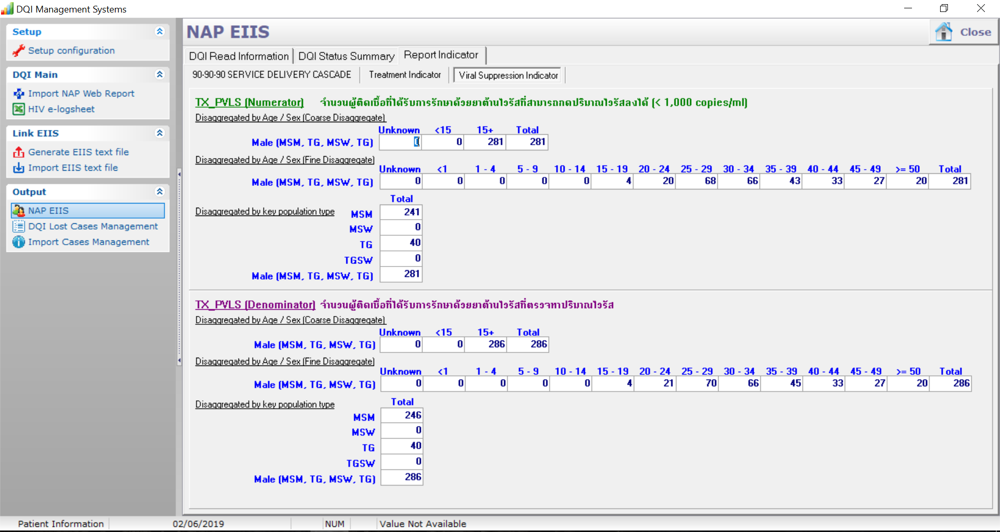 DQI Management Systems
Setup
Setup configuration
DQI Main
Import NAP Web Report
HIV e-logsheet
Link EIIS
Generate EIIS text file
Import EIIS text file
Output
NAP EIIS
DQI Lost Cases Management
Import Cases Management
NAP EIIS
Close
DQI Read Information DQI Status Summary Report Indicator
90-90-90 SERVICE DELIVERY CASCADE Treatment Indicator Viral Suppression Indicator
TX_PVLS (Numerator) จำนวนผู้ติดเชื้อที่ได้รับการรักษาด้วยยาต้านไวรัสที่สามารถกดปริมาณไวรัสลงได้ (< 1,000 copies/ml)
Disaggregated by Age / Sex (Coarse Disaggregate)
Unknown <15 15+ Total
Male (MSM, TG, MSW, TG) 0 0 281 281
Disaggregated by Age / Sex (Fine Disaggregate)
Unknown <1 1 - 4 5 - 9 10 - 14 15 - 19 20 - 24 25 - 29 30 - 34 35 - 39 40 - 44 45 - 49 >= 50 Total
Male (MSM, TG, MSW, TG) 0 0 0 0 0 4 20 68 66 43 33 27 20 281
Total
Disaggregated by key population type MSM 241
MSW 0
TG 40
TGSW 0
Male (MSM, TG, MSW, TG) 281
TX_PVLS (Denominator) จำนวนผู้ติดเชื้อที่ได้รับการรักษาด้วยยาต้านไวรัสที่ตรวจหาปริมาณไวรัส
Disaggregated by Age / Sex (Coarse Disaggregate)
Unknown <15 15+ Total
Male (MSM, TG, MSW, TG) 0 0 286 286
Disaggregated by Age / Sex (Fine Disaggregate)
Unknown <1 1 - 4 5 - 9 10 - 14 15 - 19 20 - 24 25 - 29 30 - 34 35 - 39 40 - 44 45 - 49 >= 50 Total
Male (MSM, TG, MSW, TG) 0 0 0 0 0 4 21 70 66 45 33 27 20 286
Total
Disaggregated by key population type
MSM 246
MSW 0
TG 40
TGSW 0
Male (MSM, TG, MSW, TG) 286
Patient Information 02/06/2019 NUM Value Not Available